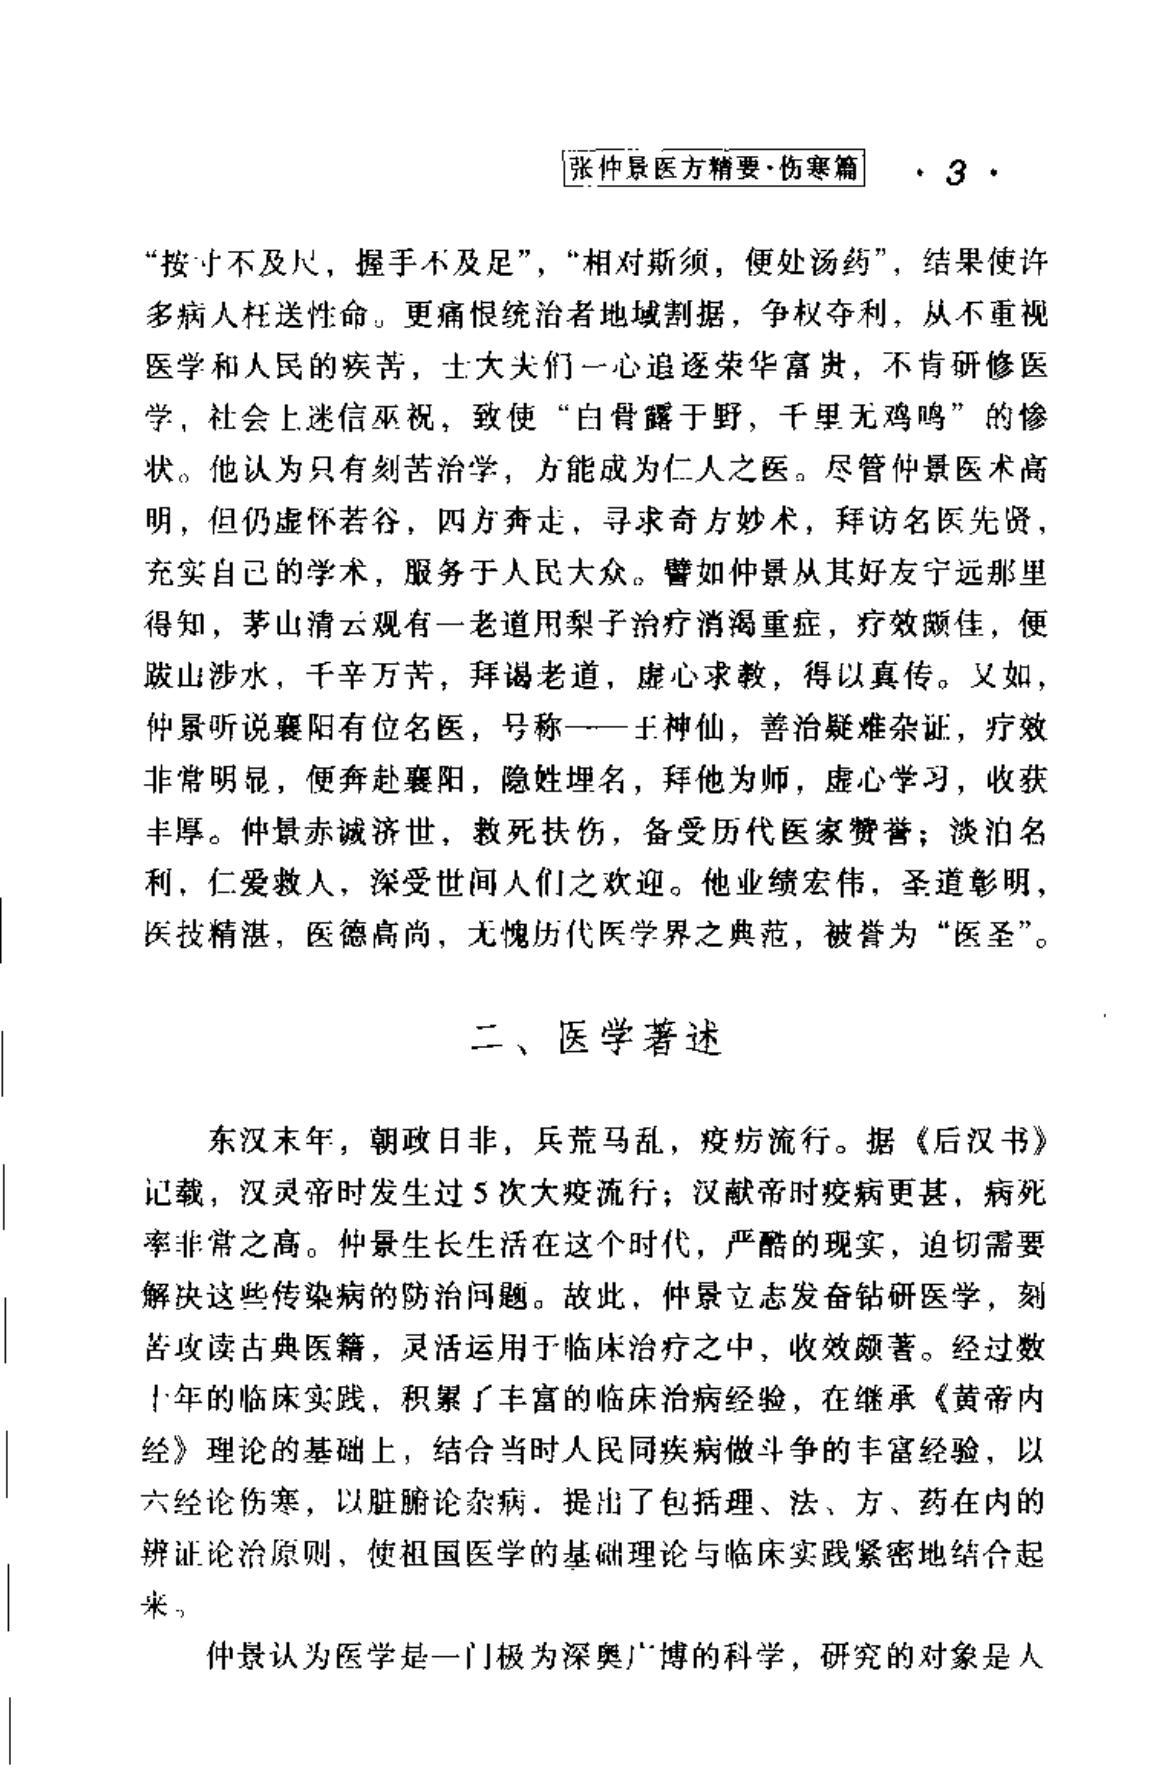 张仲景医方精要·伤寒篇 · 3 ·
“按寸不及尺，握手不及足”，“相对斯须，便处汤药”，结果使许
多病人枉送性命。更痛恨统治者地域割据，争权夺利，从不重视
医学和人民的疾苦，士大夫们一心追逐荣华富贵，不肯研修医
学，社会上迷信巫祝，致使“白骨露于野，千里无鸡鸣”的惨
状。他认为只有刻苦治学，方能成为仁人之医。尽管仲景医术高
明，但仍虚怀若谷，四方奔走，寻求奇方妙术，拜访名医先贤，
充实自己的学术，服务于人民大众。譬如仲景从其好友宁远那里
得知，茅山清云观有一老道用梨子治疗消渴重症，疗效颇佳，便
跋山涉水，千辛万苦，拜谒老道，虚心求教，得以真传。又如，
仲景听说襄阳有位名医，号称——王神仙，善治疑难杂证，疗效
非常明显，便奔赴襄阳，隐姓埋名，拜他为师，虚心学习，收获
丰厚。仲景赤诚济世，救死扶伤，备受历代医家赞誉；淡泊名
利，仁爱救人，深受世间人们之欢迎。他业绩宏伟，圣道彰明，
医技精湛，医德高尚，无愧历代医学界之典范，被誉为“医圣”。
二、医学著述
东汉末年，朝政日非，兵荒马乱，疫疠流行。据《后汉书》
记载，汉灵帝时发生过5次大疫流行；汉献帝时疫病更甚，病死
率非常之高。仲景生长生活在这个时代，严酷的现实，迫切需要
解决这些传染病的防治问题。故此，仲景立志发奋钻研医学，刻
苦攻读古典医籍，灵活运用于临床治疗之中，收效颇著。经过数
十年的临床实践，积累了丰富的临床治病经验，在继承《黄帝内
经》理论的基础上，结合当时人民同疾病做斗争的丰富经验，以
六经论伤寒，以脏腑论杂病，提出了包括理、法、方、药在内的
辨证论治原则，使祖国医学的基础理论与临床实践紧密地结合起
来。
仲景认为医学是一门极为深奥广博的科学，研究的对象是人